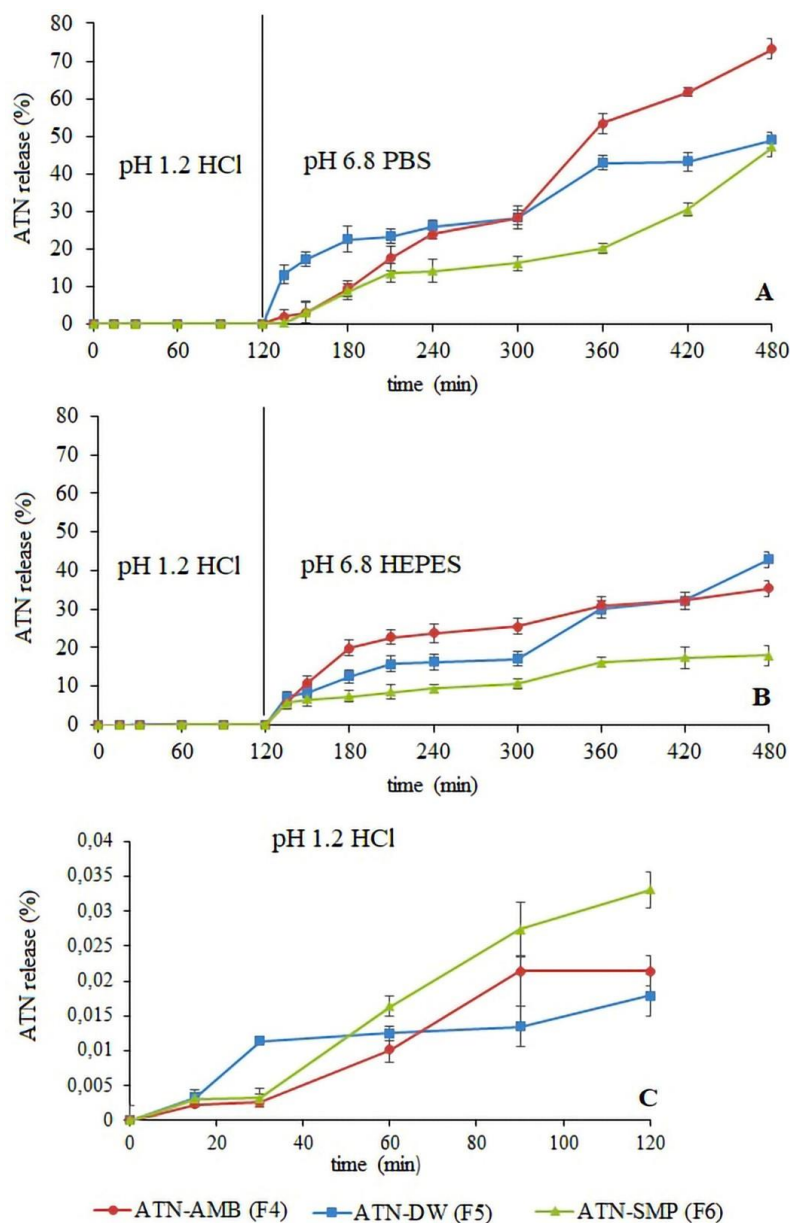 80
70
60
50
40
30
20
10
0
ATN release (%)
pH 1.2 HCl
pH 6.8 PBS
A
0 60 120 180 240 300 360 420 480
time (min)
80
70
60
50
40
30
20
10
0
ATN release (%)
pH 1.2 HCl
pH 6.8 HEPES
B
0 60 120 180 240 300 360 420 480
time (min)
pH 1.2 HCl
0,04
0,035
0,03
0,025
0,02
0,015
0,01
0,005
0
ATN release (%)
C
0 20 40 60 80 100 120
time (min)
ATN-AMB (F4) ATN-DW (F5) ATN-SMP (F6)